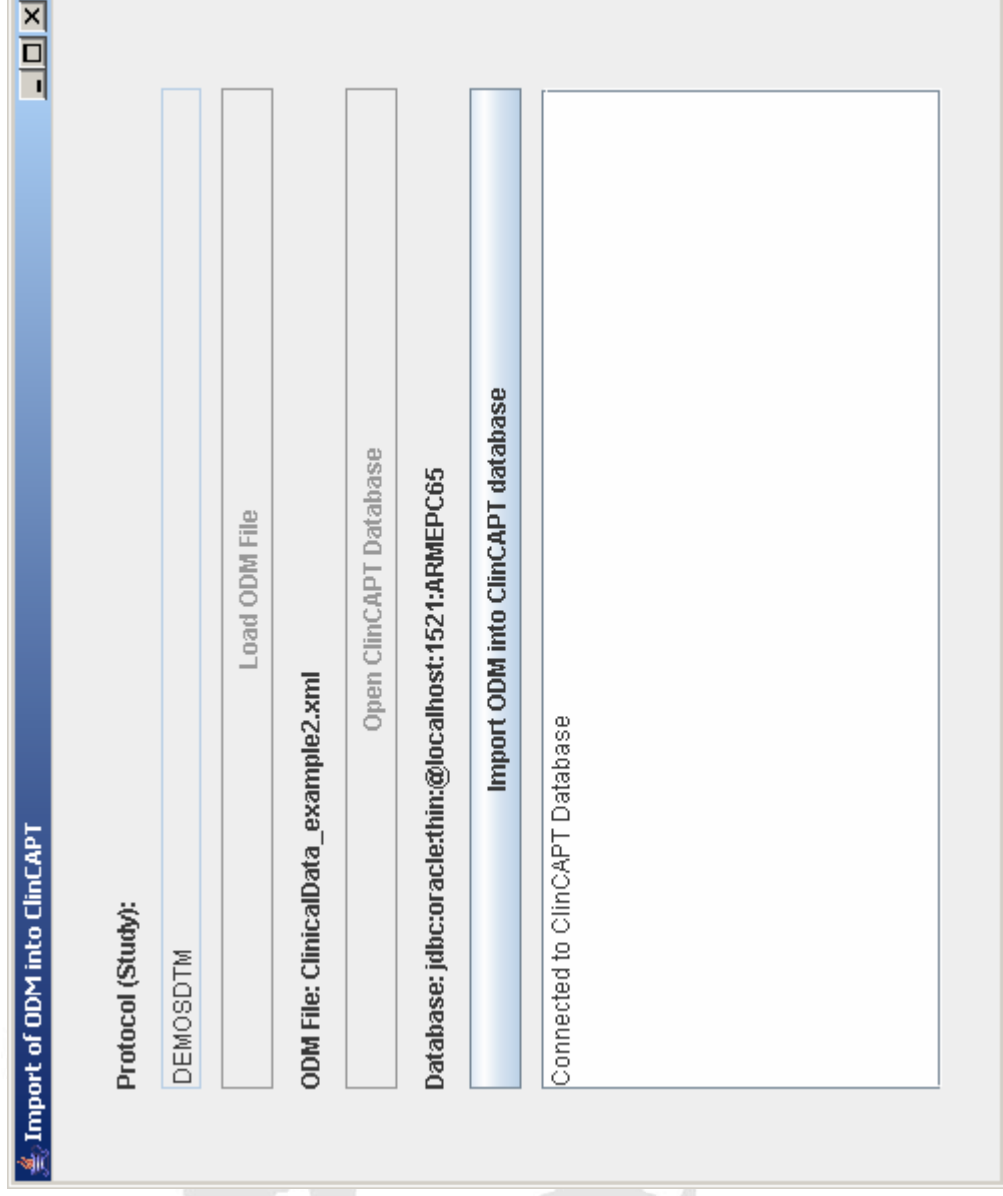 Import of ODM into ClinCAPT
Protocol (Study):
DEMOSDTM
Load ODM File
ODM File: ClinicalData_example2.xml
Open ClinCAPT Database
Database: jdbc:oracle:thin:@localhost:1521:ARMEPC65
Import ODM into ClinCAPT database
Connected to ClinCAPT Database